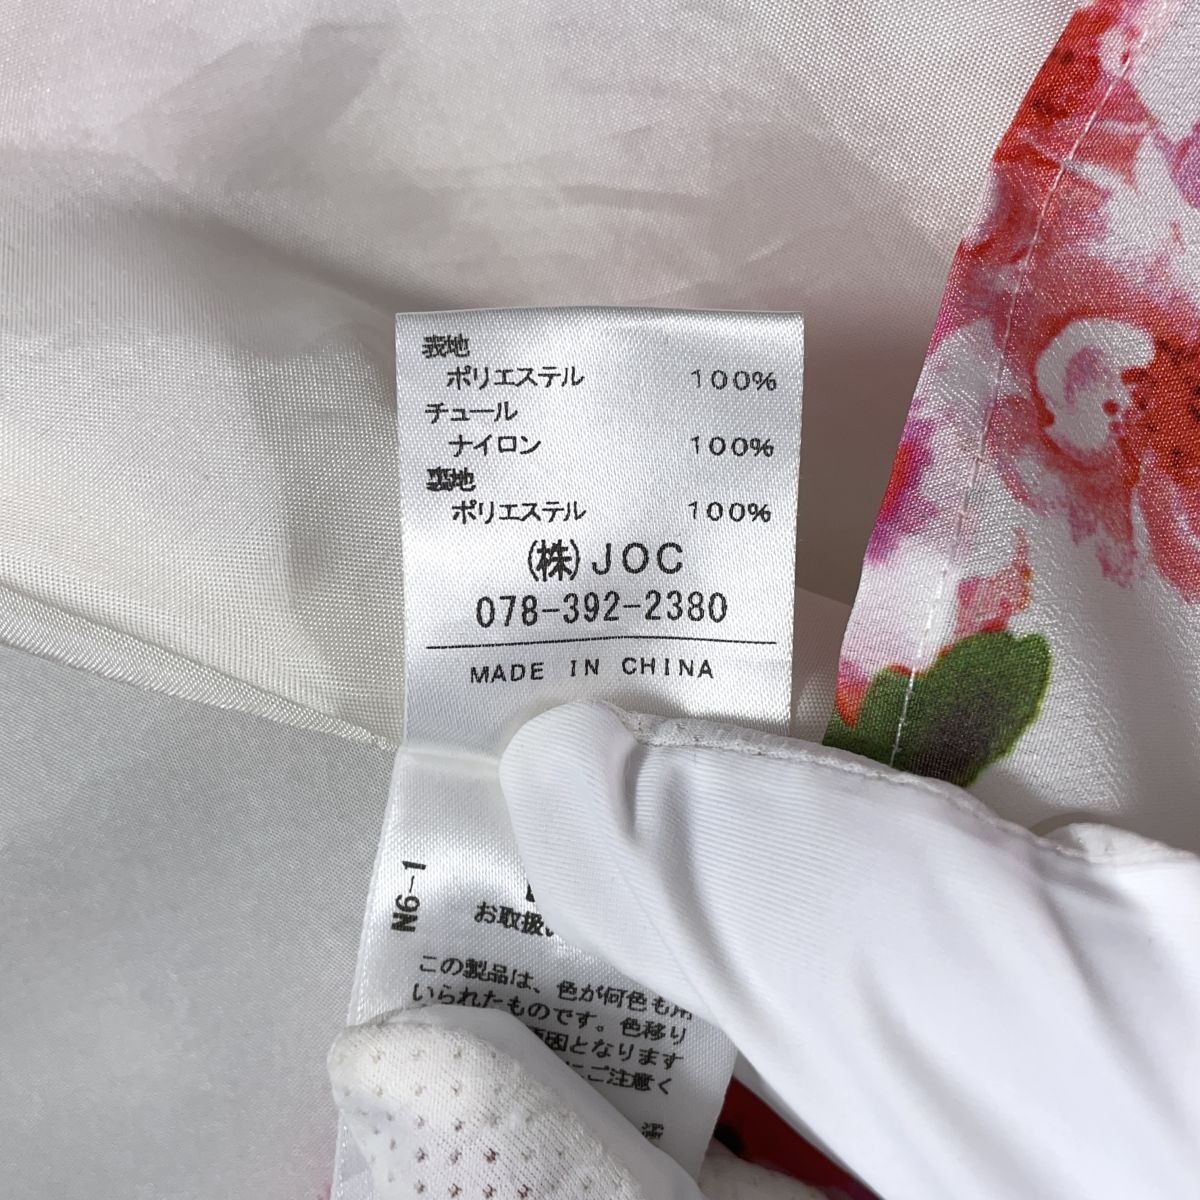 表地
ポリエステル 100%
チュール
ナイロン 100%
裏地
ポリエステル 100%
(株)JOC
078-392-2380
MADE IN CHINA
N6-1
お取扱い
この製品は、色が何色も用
いられたものです。色移り
原因となります
にご注意く